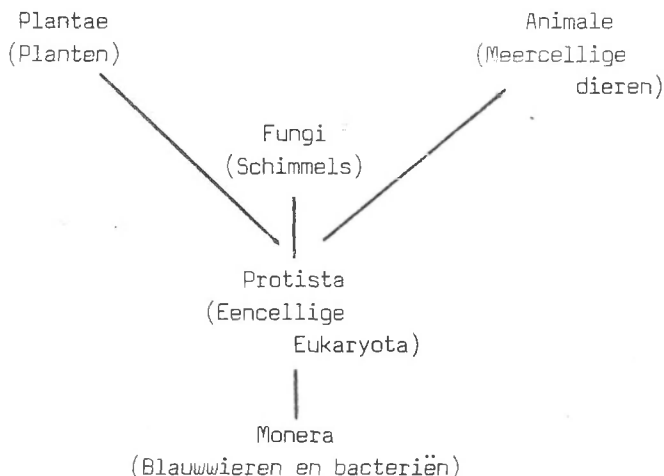 Plantae
(Planten)
Animale
(Meercellige
dieren)
Fungi
(Schimmels)
Protista
(Eencellige
Eukaryota)
Monera
(Blauwwieren en bacteriën)